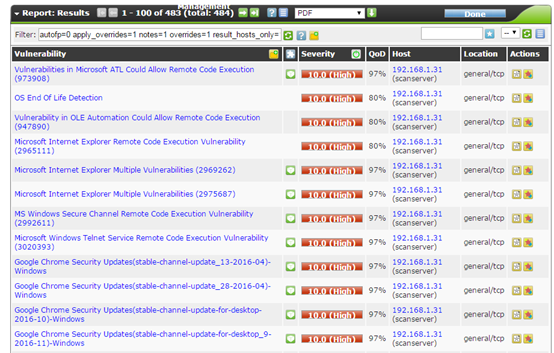 Management
Report: Results 1 - 100 of 483 (total: 484) ? PDF Done
Filter: autofp=0 apply_overrides=1 notes=1 overrides=1 result_hosts_only= ? --
Vulnerability Severity QoD Host Location Actions
Vulnerabilities in Microsoft ATL Could Allow Remote Code Execution
(973908)
10.0 (High) 97% 192.168.1.31
(scanserver)
general/tcp
OS End Of Life Detection
10.0 (High) 80% 192.168.1.31
(scanserver)
general/tcp
Vulnerability in OLE Automation Could Allow Remote Code Execution
(947890)
10.0 (High) 80% 192.168.1.31
(scanserver)
general/tcp
Microsoft Internet Explorer Remote Code Execution Vulnerability
(2965111)
10.0 (High) 80% 192.168.1.31
(scanserver)
general/tcp
Microsoft Internet Explorer Multiple Vulnerabilities (2969262)
10.0 (High) 97% 192.168.1.31
(scanserver)
general/tcp
Microsoft Internet Explorer Multiple Vulnerabilities (2975687)
10.0 (High) 97% 192.168.1.31
(scanserver)
general/tcp
MS Windows Secure Channel Remote Code Execution Vulnerability
(2992611)
10.0 (High) 97% 192.168.1.31
(scanserver)
general/tcp
Microsoft Windows Telnet Service Remote Code Execution Vulnerability
(3020393)
10.0 (High) 97% 192.168.1.31
(scanserver)
general/tcp
Google Chrome Security Updates(stable-channel-update_13-2016-04)-
Windows
10.0 (High) 97% 192.168.1.31
(scanserver)
general/tcp
Google Chrome Security Updates(stable-channel-update_28-2016-04)-
Windows
10.0 (High) 97% 192.168.1.31
(scanserver)
general/tcp
Google Chrome Security Updates(stable-channel-update-for-desktop-
2016-10)-Windows
10.0 (High) 97% 192.168.1.31
(scanserver)
general/tcp
Google Chrome Security Updates(stable-channel-update-for-desktop_9-
2016-11)-Windows
10.0 (High) 97% 192.168.1.31
(scanserver)
general/tcp